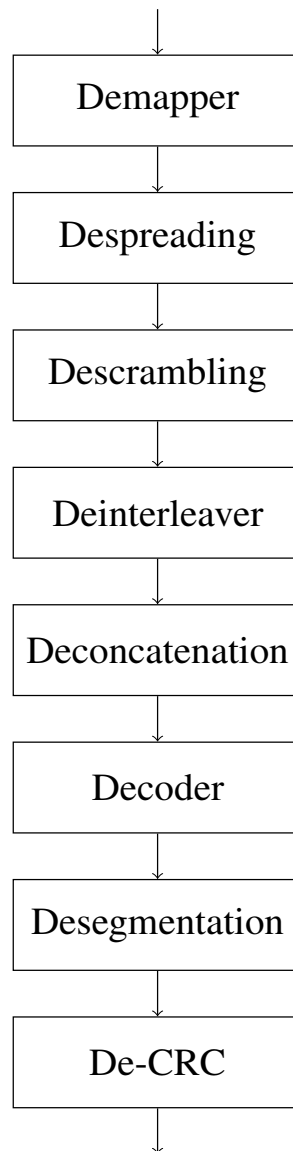 Demapper
Despreading
Descrambling
Deinterleaver
Deconcatenation
Decoder
Desegmentation
De-CRC